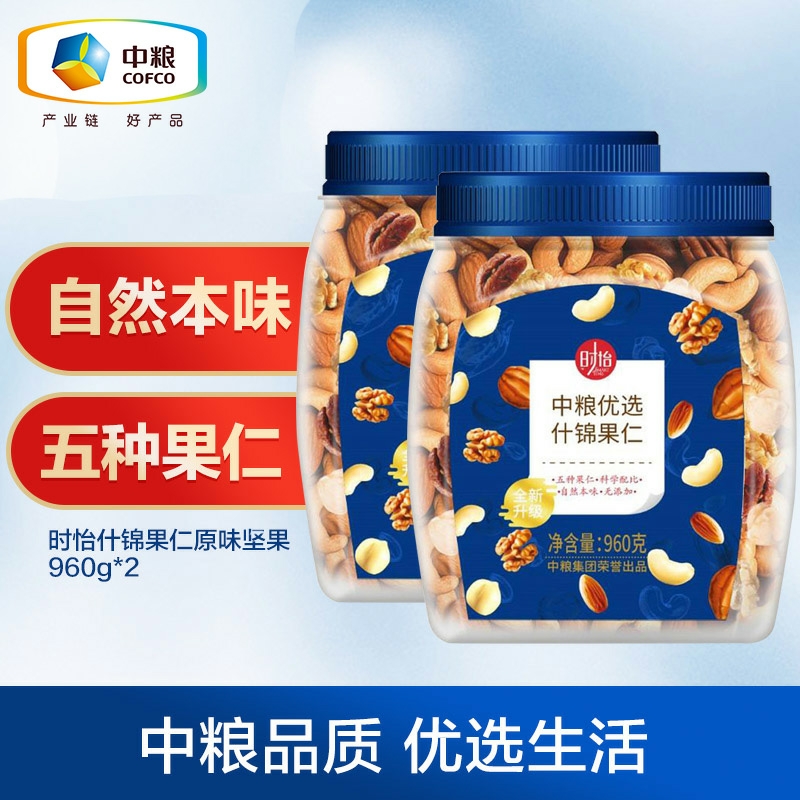 中粮
COFCO
产业链 好产品
自然本味
五种果仁
时怡什锦果仁原味坚果
960g*2
时怡
中粮优选
什锦果仁
·五种果仁·科学配比·
·自然本味·无添加·
全新
升级
净含量:960克
中粮集团荣誉出品
中粮品质 优选生活